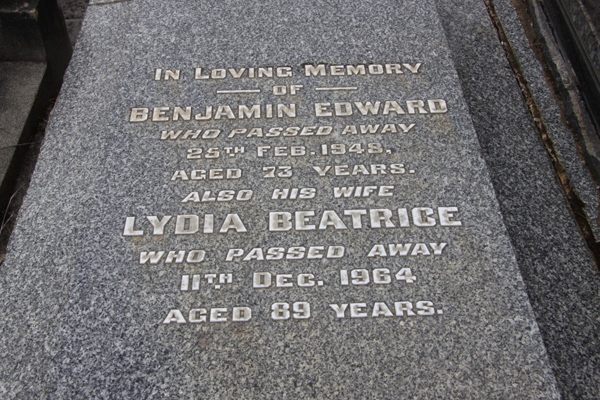 IN LOVING MEMORY
OF
BENJAMIN EDWARD
WHO PASSED AWAY
25TH FEB. 1948,
AGED 73 YEARS.
ALSO HIS WIFE
LYDIA BEATRICE
WHO PASSED AWAY
11TH DEC. 1964
AGED 89 YEARS.